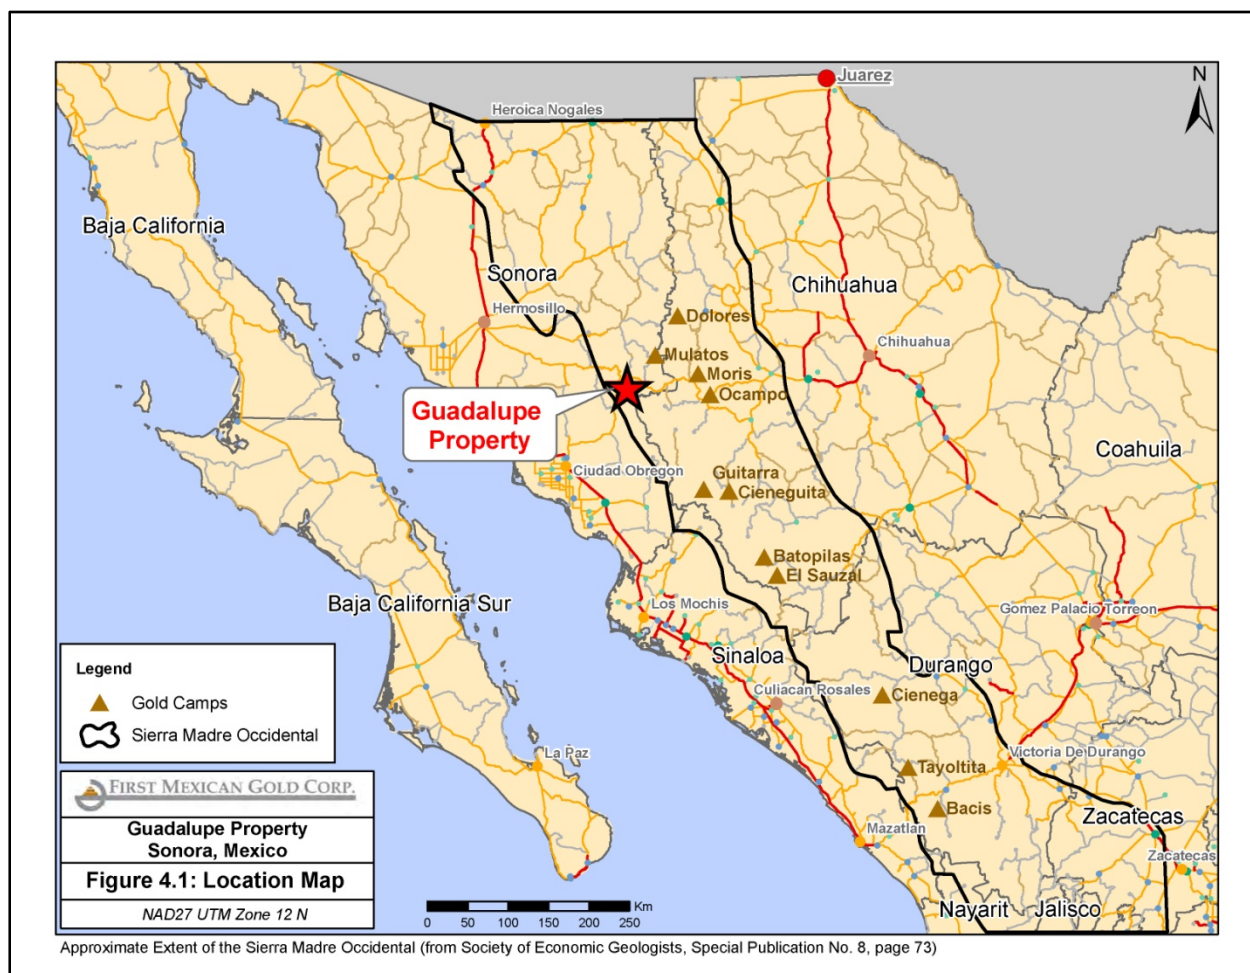 N
Juarez
Heroica Nogales
Baja California
Sonora
Chihuahua
Hermosillo
Dolores
Chihuahua
Mulatos
Moris
Ocampo
Guadalupe
Property
Coahuila
Ciudad Obregon
Guitarra
Cieneguita
Batopilas
El Sauzal
Baja California Sur
Los Mochis
Gomez Palacio Torreon
Sinaloa
Durango
Culiacan Rosales
Cienega
La Paz
Victoria De Durango
Tayoltita
Bacis
Mazatlan
Zacatecas
Zacatecas
Nayarit
Jalisco
Legend
Gold Camps
Sierra Madre Occidental
FIRST MEXICAN GOLD CORP.
Guadalupe Property
Sonora, Mexico
Figure 4.1: Location Map
NAD27 UTM Zone 12 N
Km
0 50 100 150 200 250
Approximate Extent of the Sierra Madre Occidental (from Society of Economic Geologists, Special Publication No. 8, page 73)